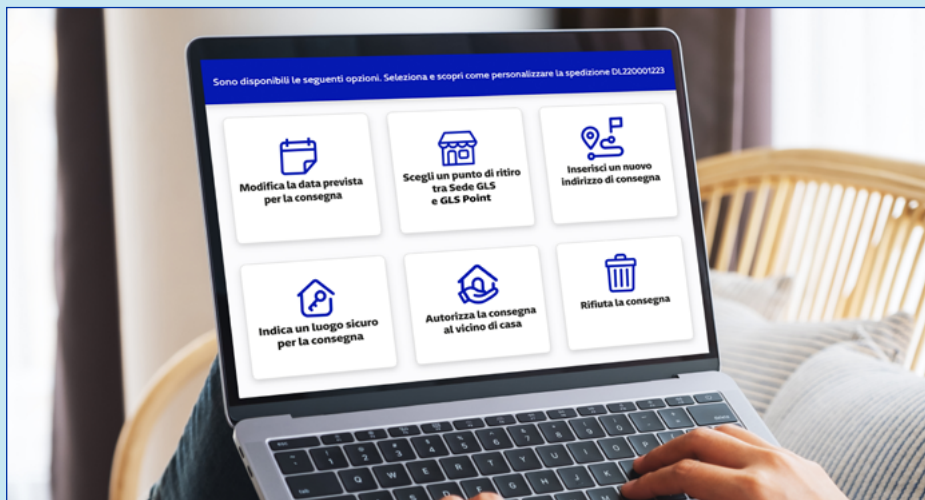 Sono disponibili le seguenti opzioni. Seleziona e scopri come personalizzare la spedizione DL220001223
Modifica la data prevista
per la consegna
Scegli un punto di ritiro
tra Sede GLS
e GLS Point
Inserisci un nuovo
indirizzo di consegna
Indica un luogo sicuro
per la consegna
Autorizza la consegna
al vicino di casa
Rifiuta la consegna